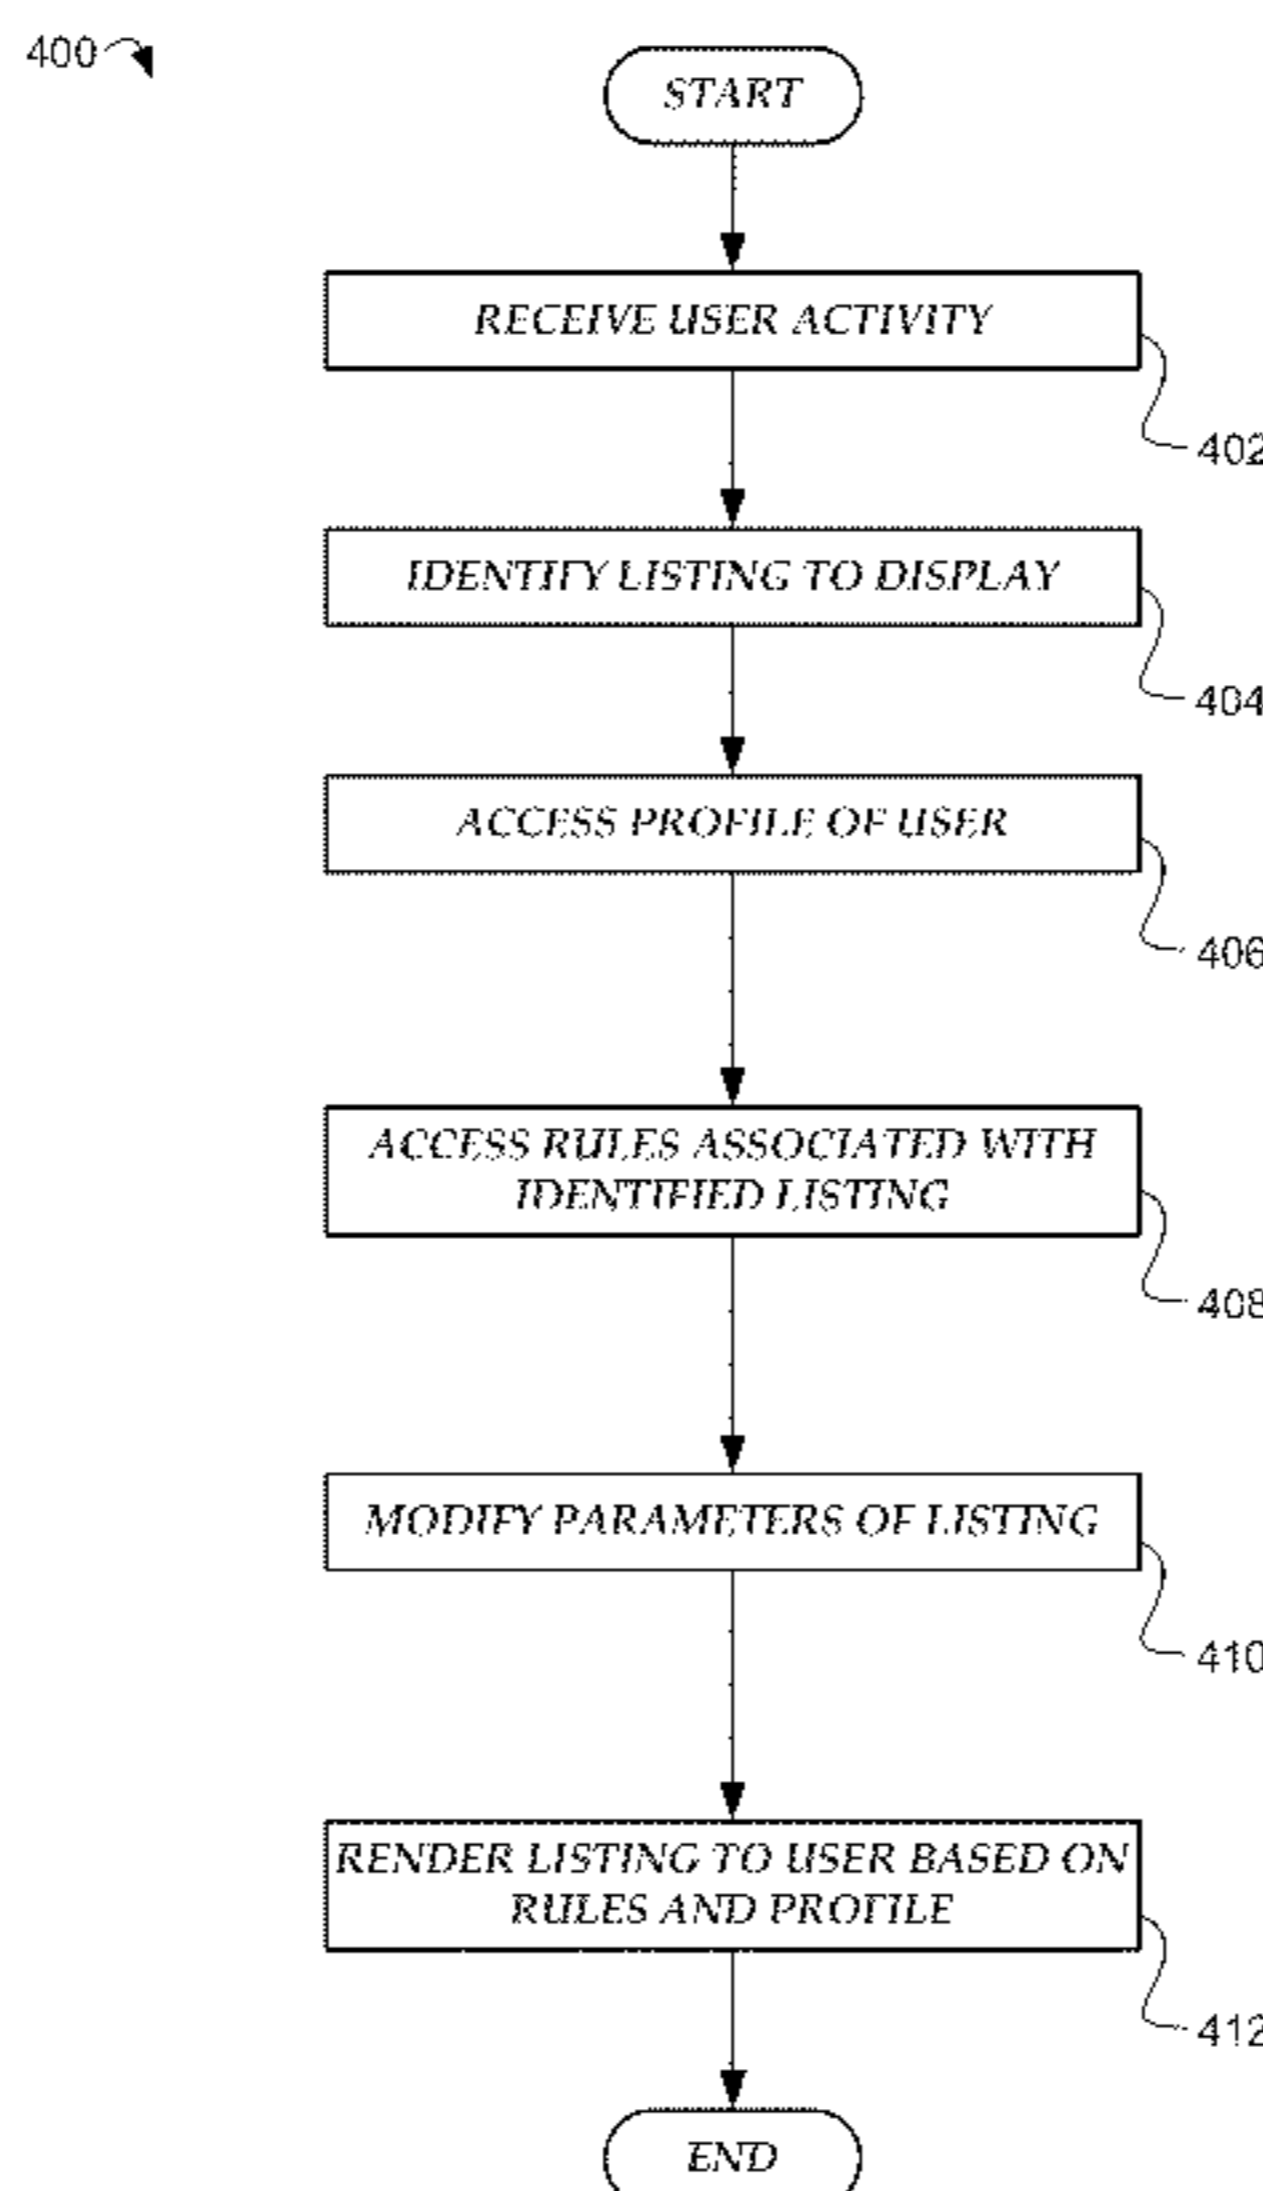 400
START
RECEIVE USER ACTIVITY
402
IDENTIFY LISTING TO DISPLAY
404
ACCESS PROFILE OF USER
406
ACCESS RULES ASSOCIATED WITH
IDENTIFIED LISTING
408
MODIFY PARAMETERS OF LISTING
410
RENDER LISTING TO USER BASED ON
RULES AND PROFILE
412
END